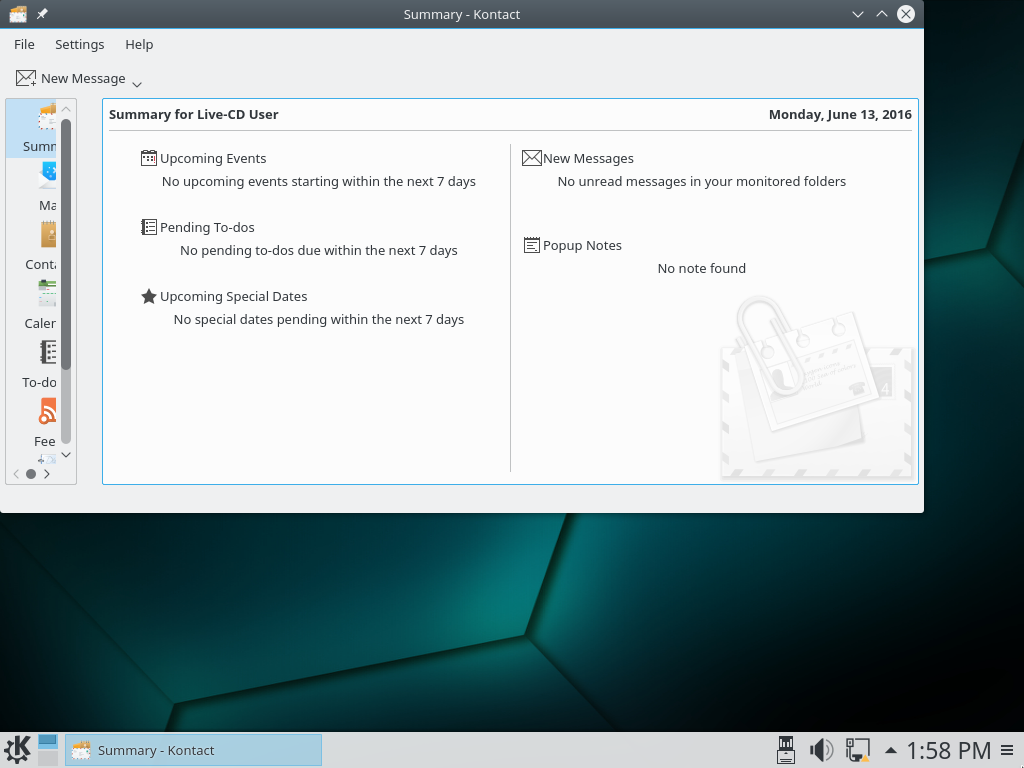 Summary - Kontact
File Settings Help
New Message
Summary for Live-CD User Monday, June 13, 2016
Summ
Ma
Conta
Caler
To-do
Fee
Upcoming Events
No upcoming events starting within the next 7 days
Pending To-dos
No pending to-dos due within the next 7 days
Upcoming Special Dates
No special dates pending within the next 7 days
New Messages
No unread messages in your monitored folders
Popup Notes
No note found
4
Summary - Kontact
1:58 PM